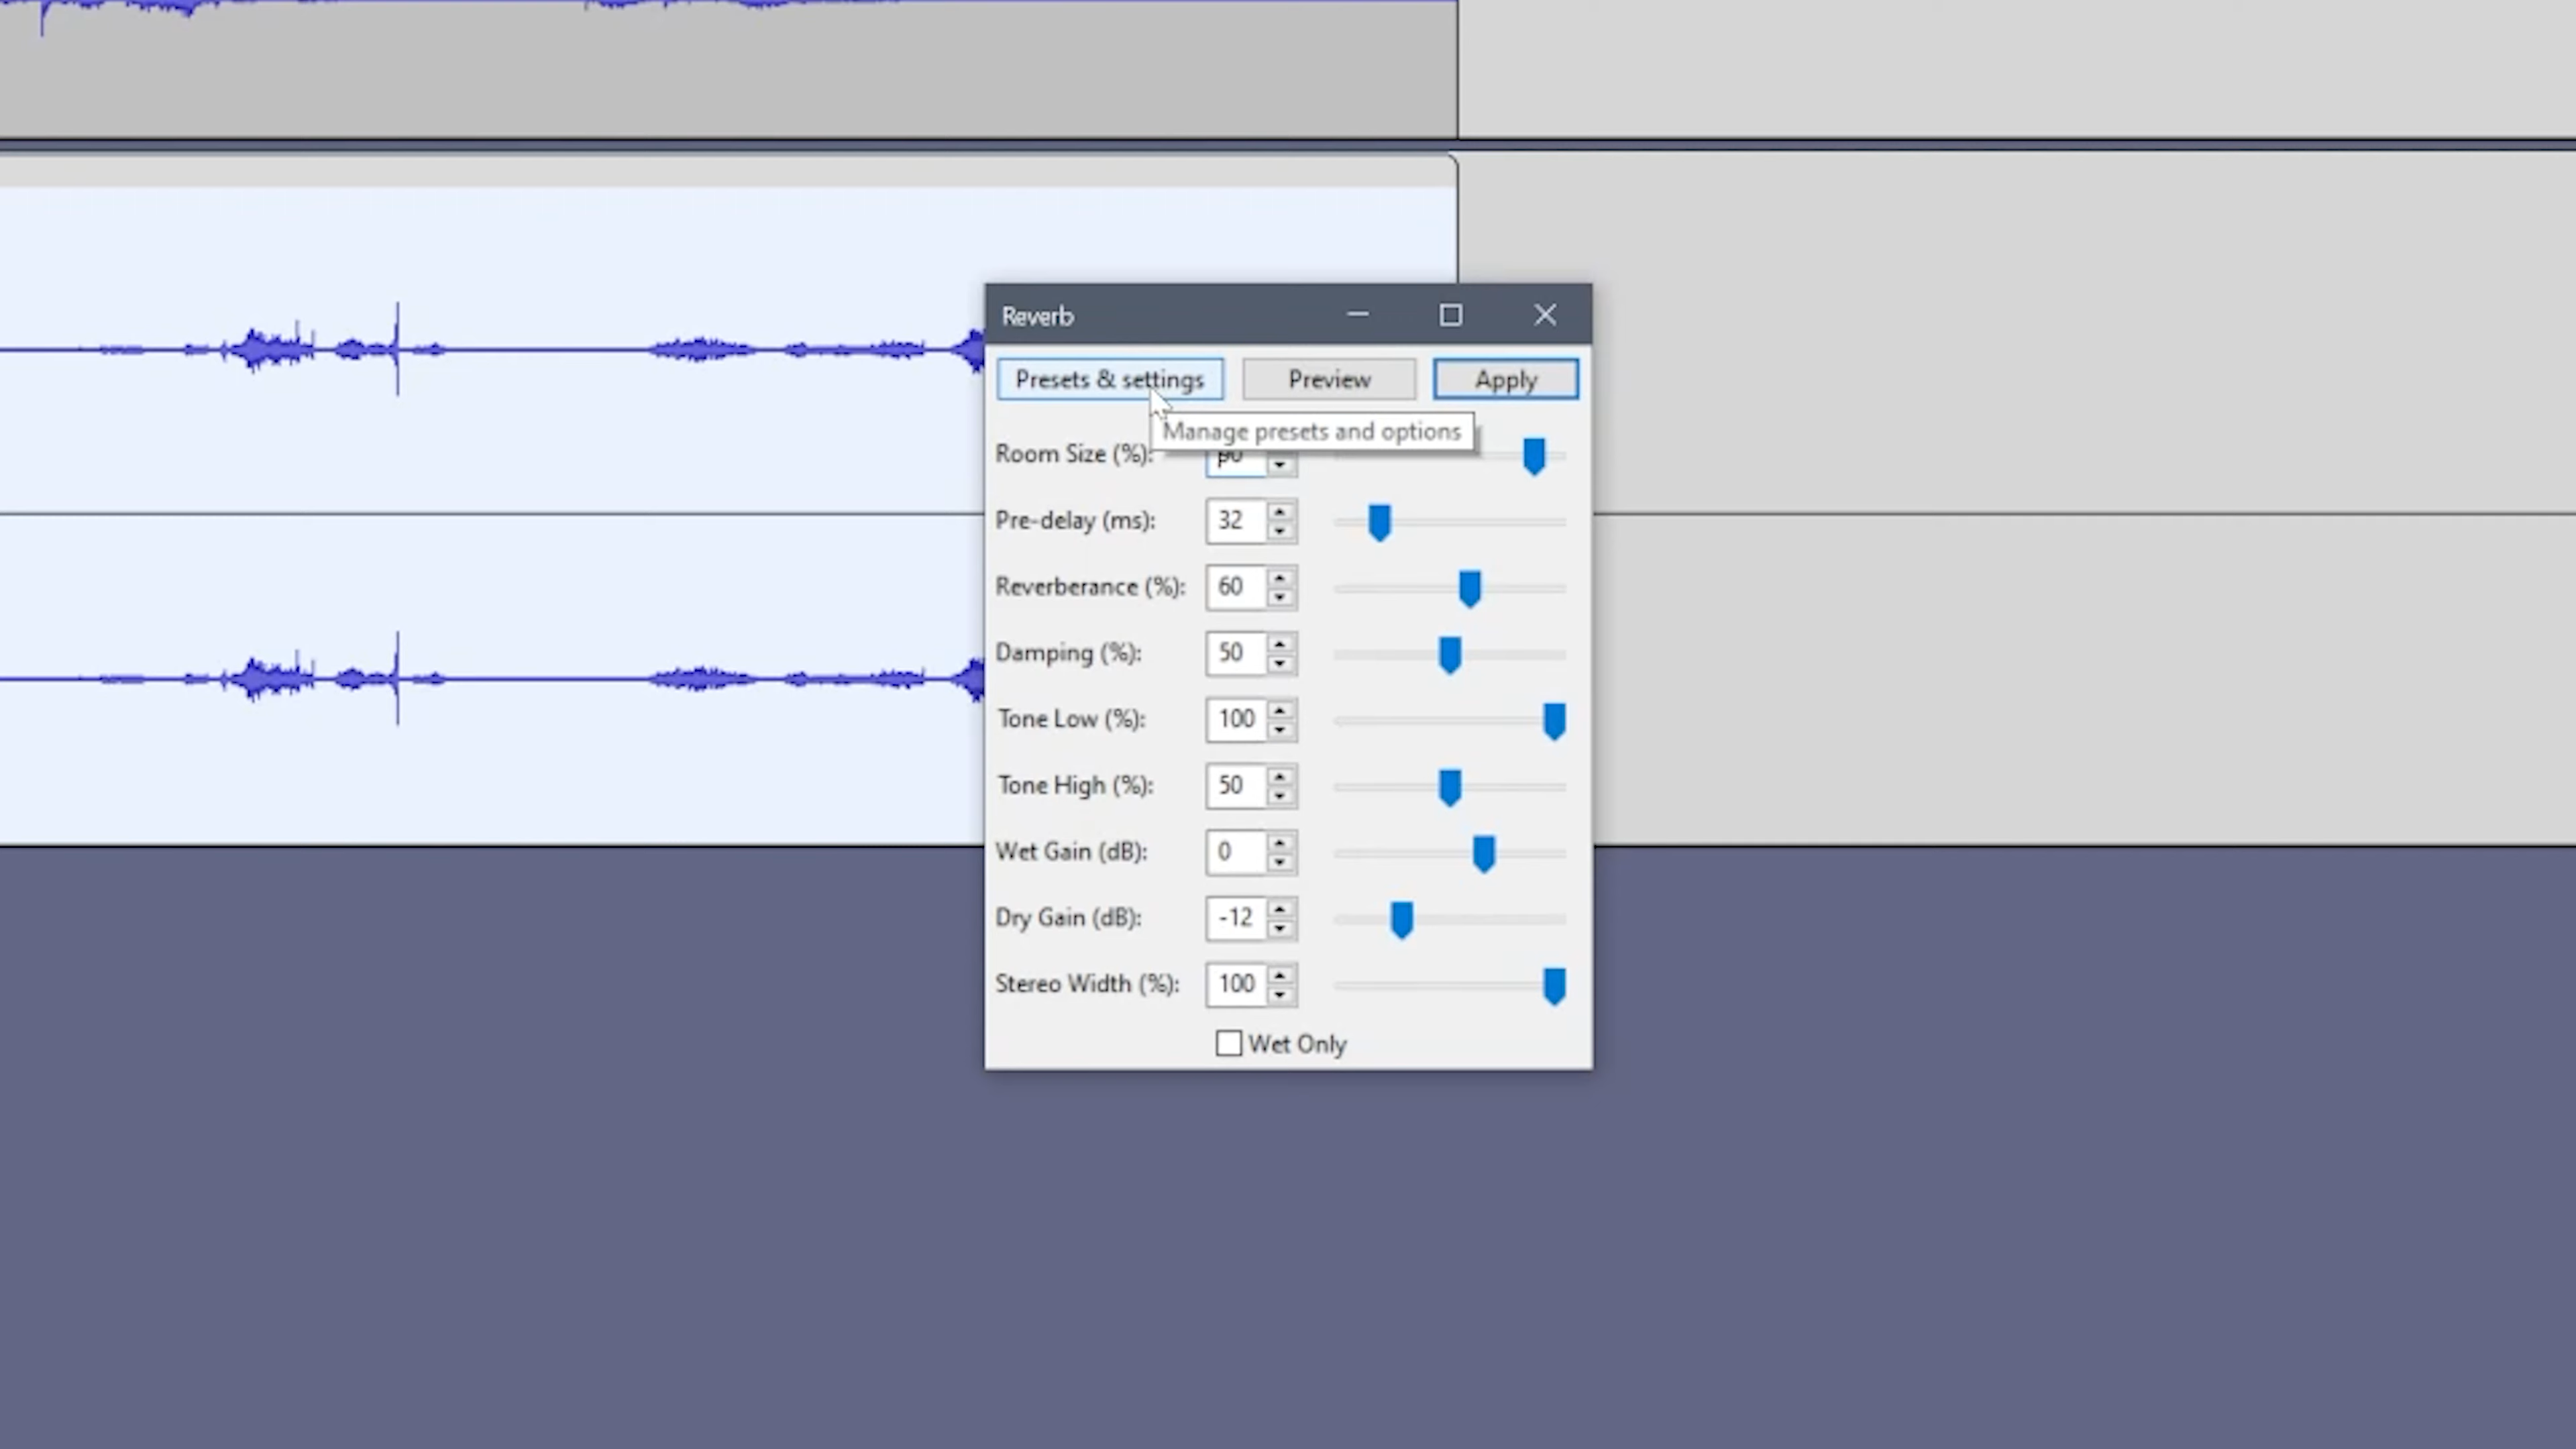 Reverb
Presets & settings Preview Apply
Manage presets and options
Room Size (%):
Pre-delay (ms): 32
Reverberance (%): 60
Damping (%): 50
Tone Low (%): 100
Tone High (%): 50
Wet Gain (dB): 0
Dry Gain (dB): -12
Stereo Width (%): 100
Wet Only